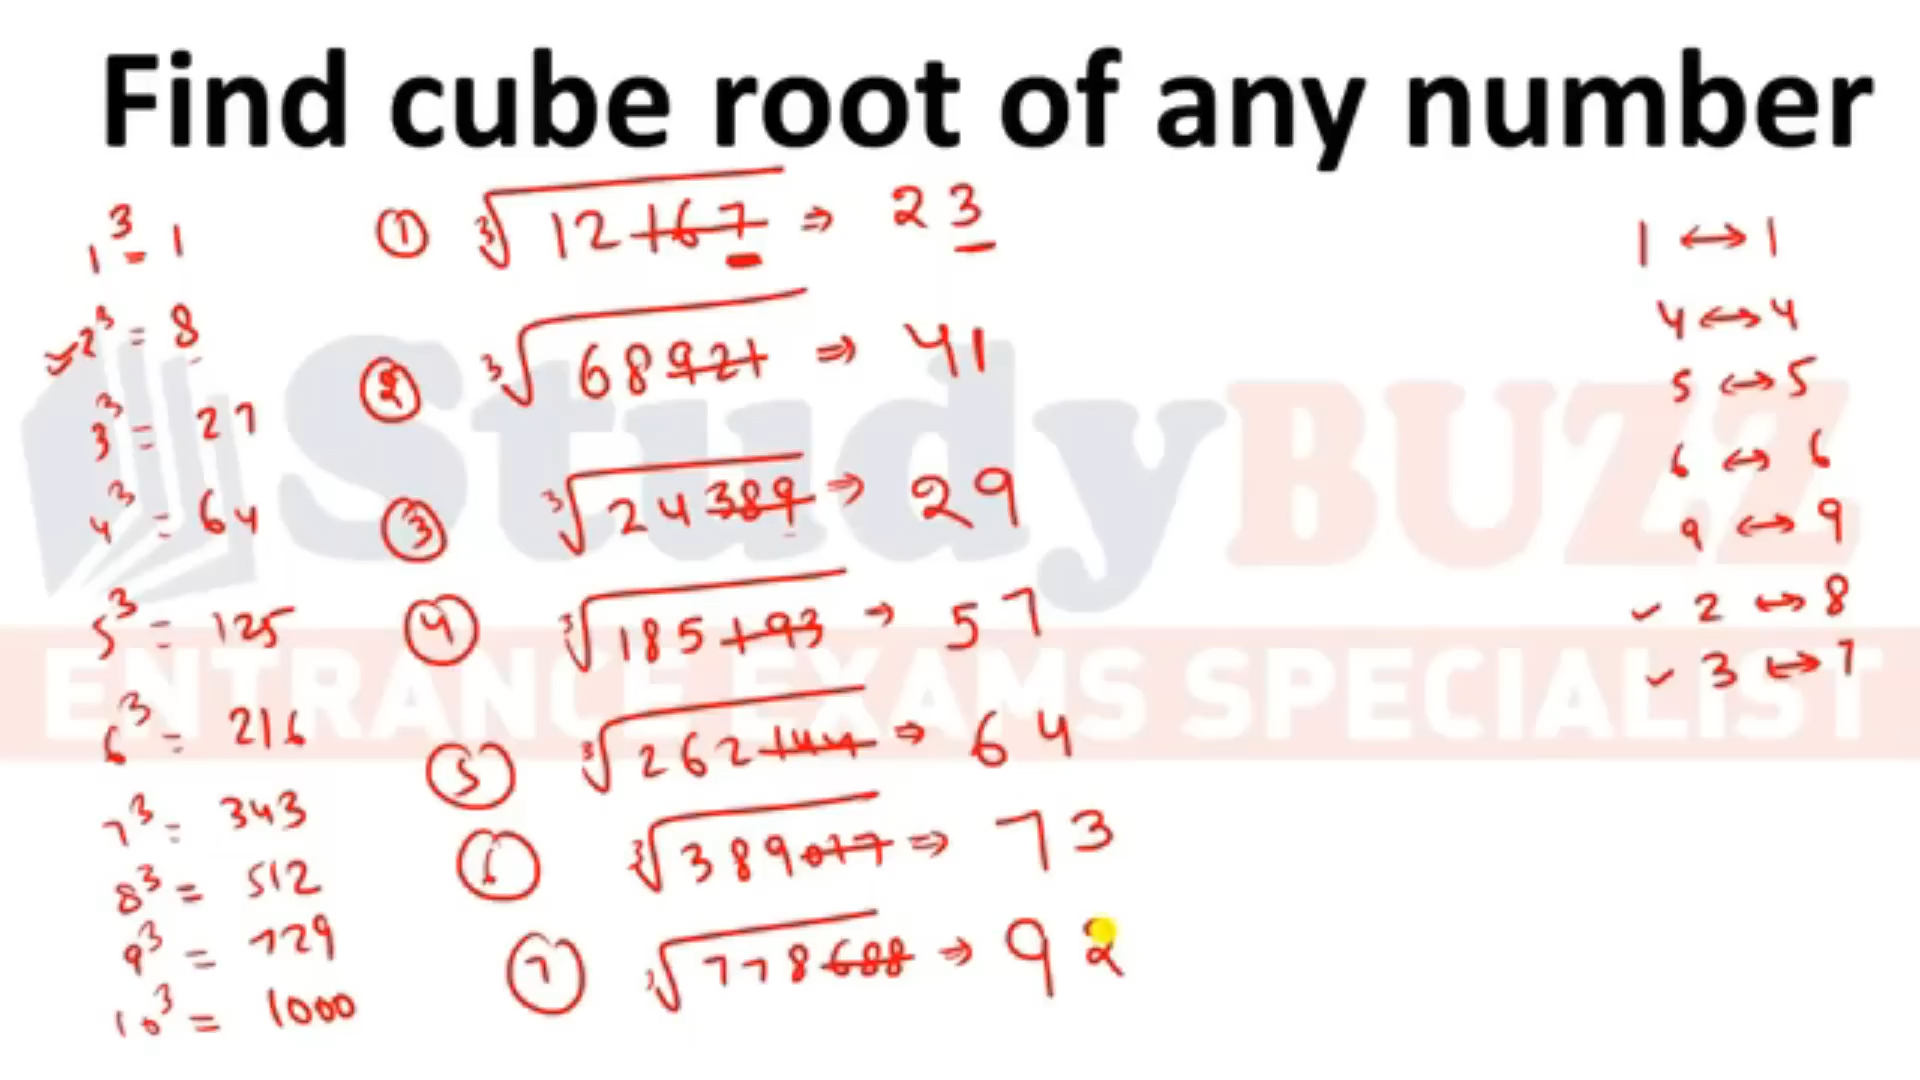 Find cube root of any number
1³ = 1
2³ = 8
3³ = 27
4³ = 64
5³ = 125
6³ = 216
7³ = 343
8³ = 512
9³ = 729
10³ = 1000
① ∛12167 ⇒ 23
② ∛68921 ⇒ 41
③ ∛24389 ⇒ 29
④ ∛185193 → 57
⑤ ∛262144 ⇒ 64
⑥ ∛389017 ⇒ 73
⑦ ∛778688 ⇒ 92
1 ↔ 1
4 ↔ 4
5 ↔ 5
6 ↔ 6
9 ↔ 9
✓ 2 ↔ 8
✓ 3 ↔ 7
StudyBUZZ
ENTRANCE EXAMS SPECIALIST